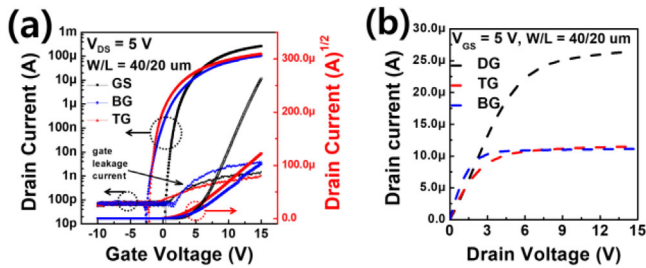 (a)
Drain Current (A)
1m
100µ
10µ
1µ
100n
10n
1n
100p
10p
V_DS = 5 V
W/L = 40/20 um
GS
BG
TG
gate
leakage
current
-10 -5 0 5 10 15
Gate Voltage (V)
300.0µ
200.0µ
100.0µ
0.0
Drain Current (A)^1/2
(b)
Drain Current (A)
30.0µ
25.0µ
20.0µ
15.0µ
10.0µ
5.0µ
0.0
V_GS = 5 V, W/L = 40/20 um
DG
TG
BG
0 3 6 9 12 15
Drain Voltage (V)